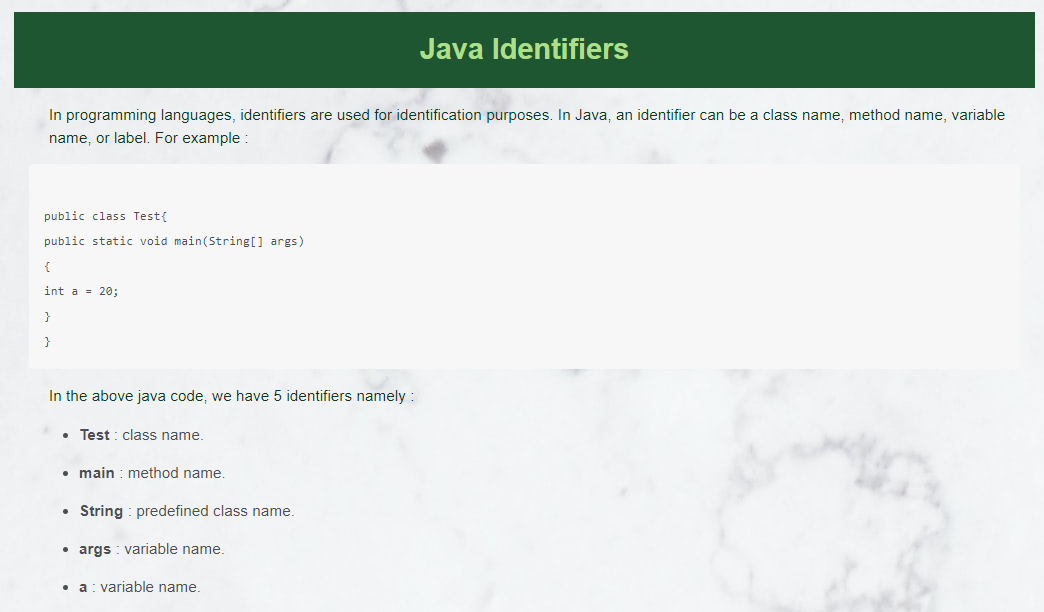 Java Identifiers
In programming languages, identifiers are used for identification purposes. In Java, an identifier can be a class name, method name, variable
name, or label. For example :
public class Test{
public static void main(String[] args)
{
int a = 20;
}
}
In the above java code, we have 5 identifiers namely :
• Test : class name.
• main : method name.
• String : predefined class name.
• args : variable name.
• a : variable name.